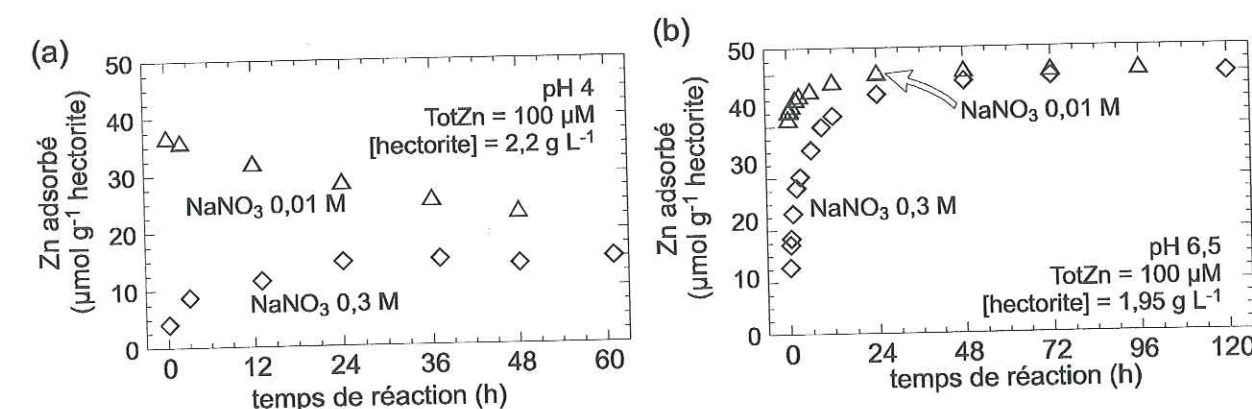 (a)
50
40
30
20
10
0
Zn adsorbé
(µmol g⁻¹ hectorite)
pH 4
TotZn = 100 µM
[hectorite] = 2,2 g L⁻¹
NaNO₃ 0,01 M
NaNO₃ 0,3 M
0 12 24 36 48 60
temps de réaction (h)
(b)
50
40
30
20
10
0
Zn adsorbé
(µmol g⁻¹ hectorite)
NaNO₃ 0,01 M
NaNO₃ 0,3 M
pH 6,5
TotZn = 100 µM
[hectorite] = 1,95 g L⁻¹
0 24 48 72 96 120
temps de réaction (h)